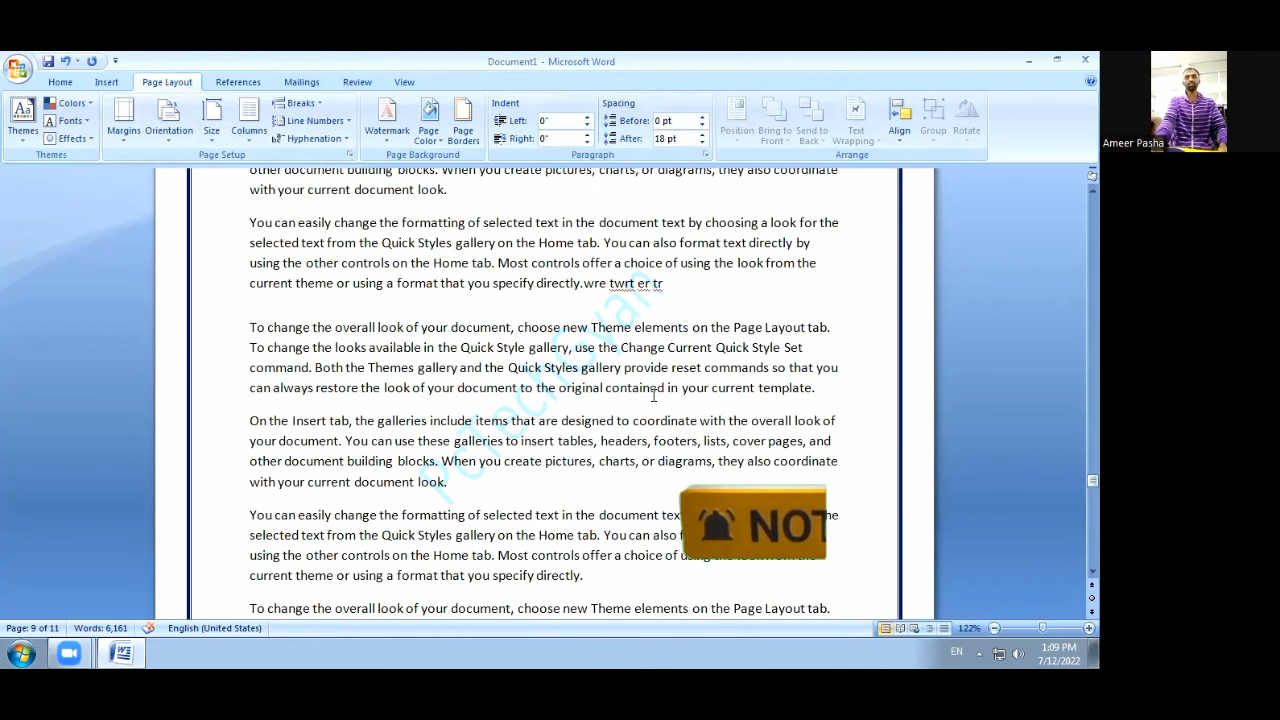 Document1 - Microsoft Word
Home Insert Page Layout References Mailings Review View
Themes
Colors
Fonts
Effects
Themes
Margins
Orientation
Size
Columns
Breaks
Line Numbers
Hyphenation
Page Setup
Watermark
Page Color
Page Borders
Page Background
Indent
Left: 0"
Right: 0"
Spacing
Before: 0 pt
After: 18 pt
Paragraph
Position
Bring to Front
Send to Back
Text Wrapping
Align
Group
Rotate
Arrange
Ameer Pasha
other document building blocks. When you create pictures, charts, or diagrams, they also coordinate
with your current document look.
You can easily change the formatting of selected text in the document text by choosing a look for the
selected text from the Quick Styles gallery on the Home tab. You can also format text directly by
using the other controls on the Home tab. Most controls offer a choice of using the look from the
current theme or using a format that you specify directly.wre twrt er tr
To change the overall look of your document, choose new Theme elements on the Page Layout tab.
To change the looks available in the Quick Style gallery, use the Change Current Quick Style Set
command. Both the Themes gallery and the Quick Styles gallery provide reset commands so that you
can always restore the look of your document to the original contained in your current template.
On the Insert tab, the galleries include items that are designed to coordinate with the overall look of
your document. You can use these galleries to insert tables, headers, footers, lists, cover pages, and
other document building blocks. When you create pictures, charts, or diagrams, they also coordinate
with your current document look.
You can easily change the formatting of selected text in the document
selected text from the Quick Styles gallery on the Home tab. You can also
using the other controls on the Home tab. Most controls offer a choice of
current theme or using a format that you specify directly.
To change the overall look of your document, choose new Theme elements on the Page Layout tab.
PcTechGyan
NOT
Page: 9 of 11 Words: 6,161 English (United States) 122%
EN
1:09 PM
7/12/2022